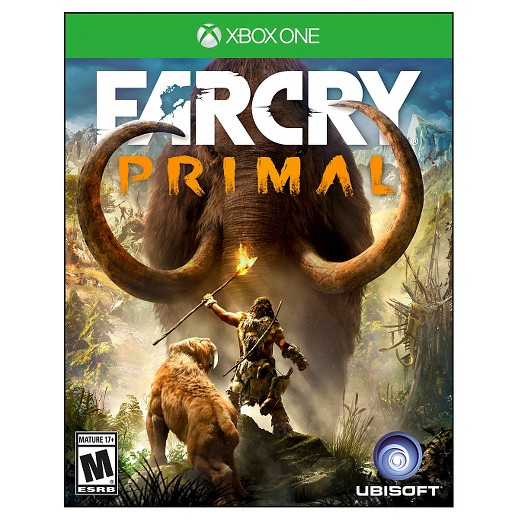 XBOX ONE
FARCRY
PRIMAL
MATURE 17+
M
ESRB
UBISOFT